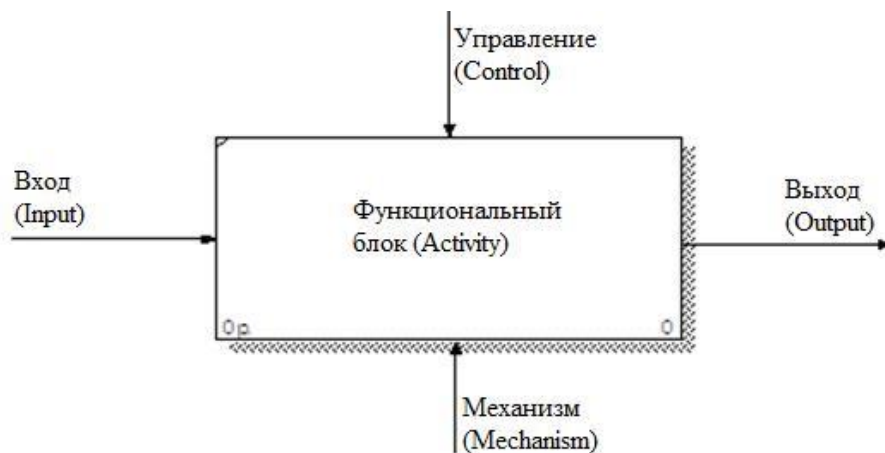 Управление
(Control)
Вход
(Input)
Функциональный
блок (Activity)
Выход
(Output)
0р.
0
Механизм
(Mechanism)